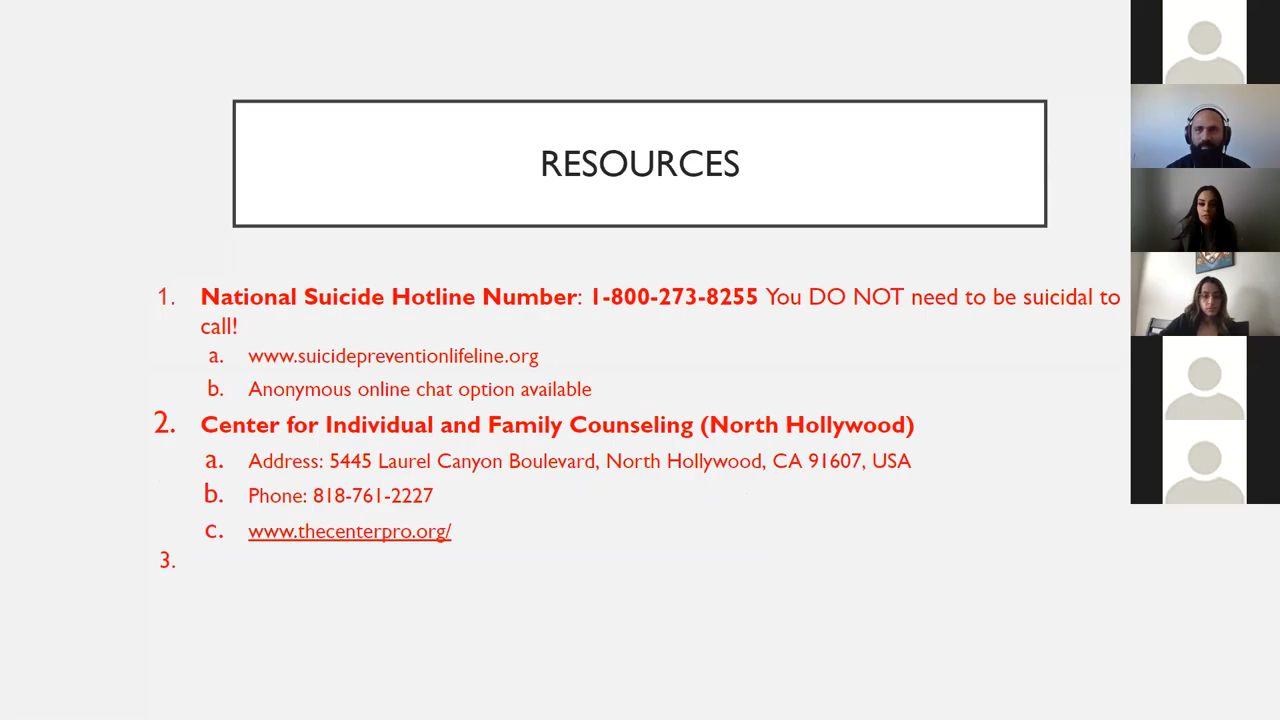 RESOURCES
1. National Suicide Hotline Number: 1-800-273-8255 You DO NOT need to be suicidal to
call!
a. www.suicidepreventionlifeline.org
b. Anonymous online chat option available
2. Center for Individual and Family Counseling (North Hollywood)
a. Address: 5445 Laurel Canyon Boulevard, North Hollywood, CA 91607, USA
b. Phone: 818-761-2227
c. www.thecenterpro.org/
3.